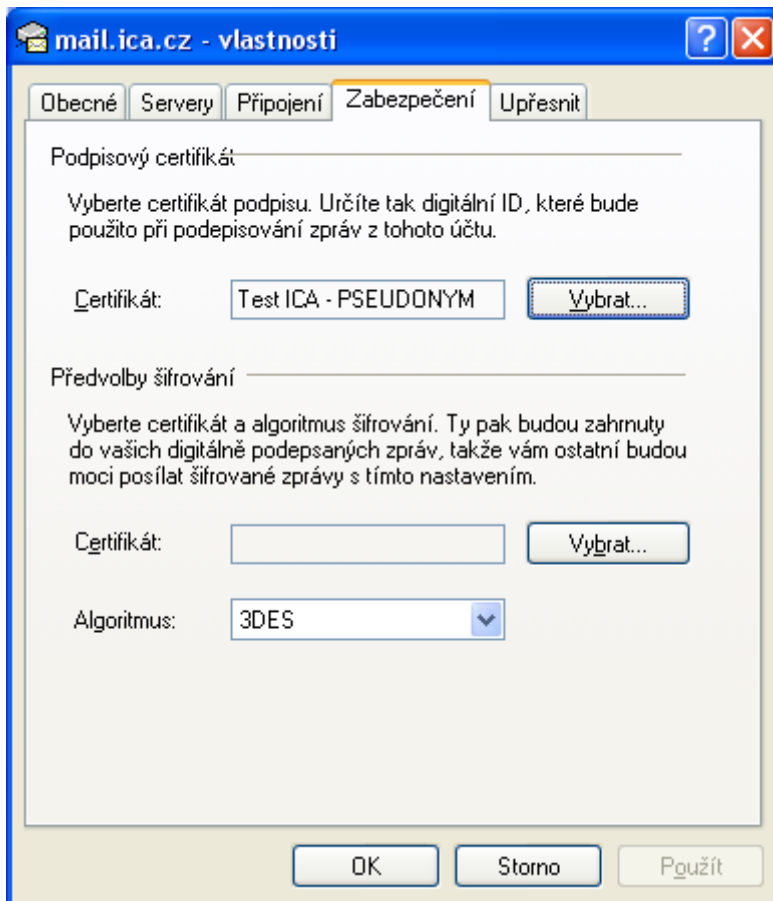 mail.ica.cz - vlastnosti
Obecné Servery Připojení Zabezpečení Upřesnit
Podpisový certifikát
Vyberte certifikát podpisu. Určíte tak digitální ID, které bude
použito při podepisování zpráv z tohoto účtu.
Certifikát: Test ICA - PSEUDONYM Vybrat...
Předvolby šifrování
Vyberte certifikát a algoritmus šifrování. Ty pak budou zahrnuty
do vašich digitálně podepsaných zpráv, takže vám ostatní budou
moci posílat šifrované zprávy s tímto nastavením.
Certifikát: Vybrat...
Algoritmus: 3DES
OK Storno Použít